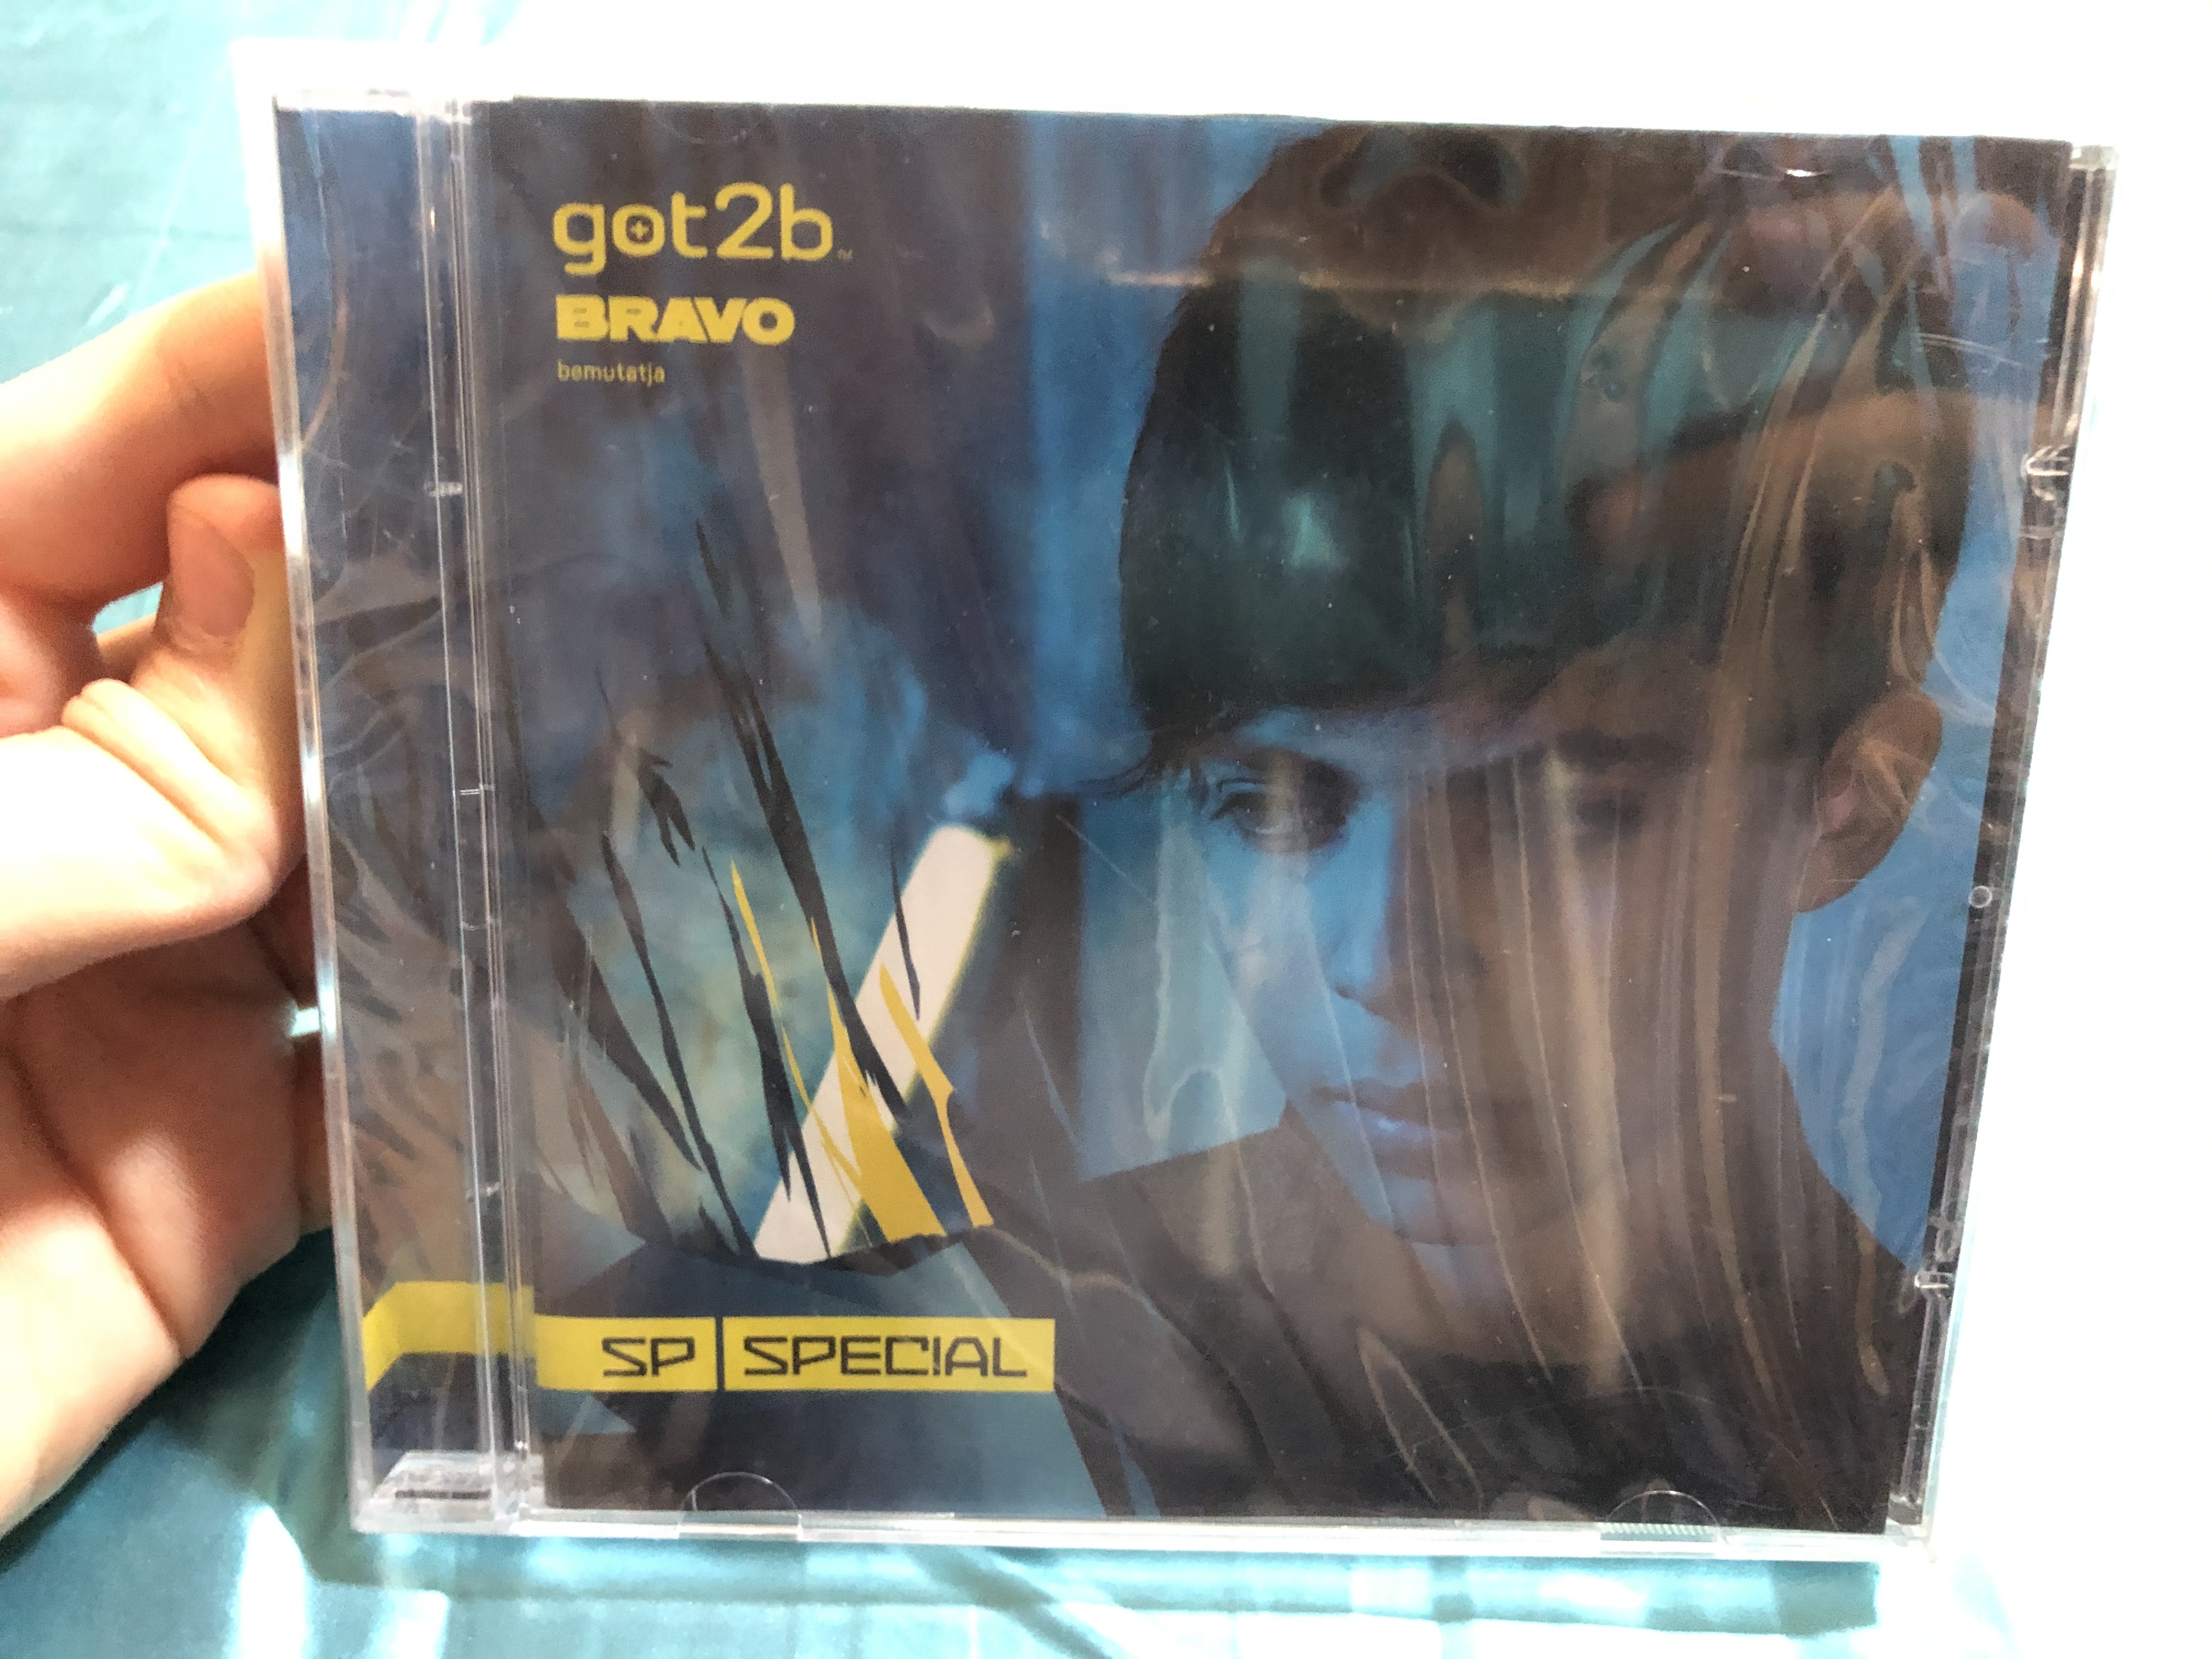 got2b
BRAVO
bemutatja
SP SPECIAL